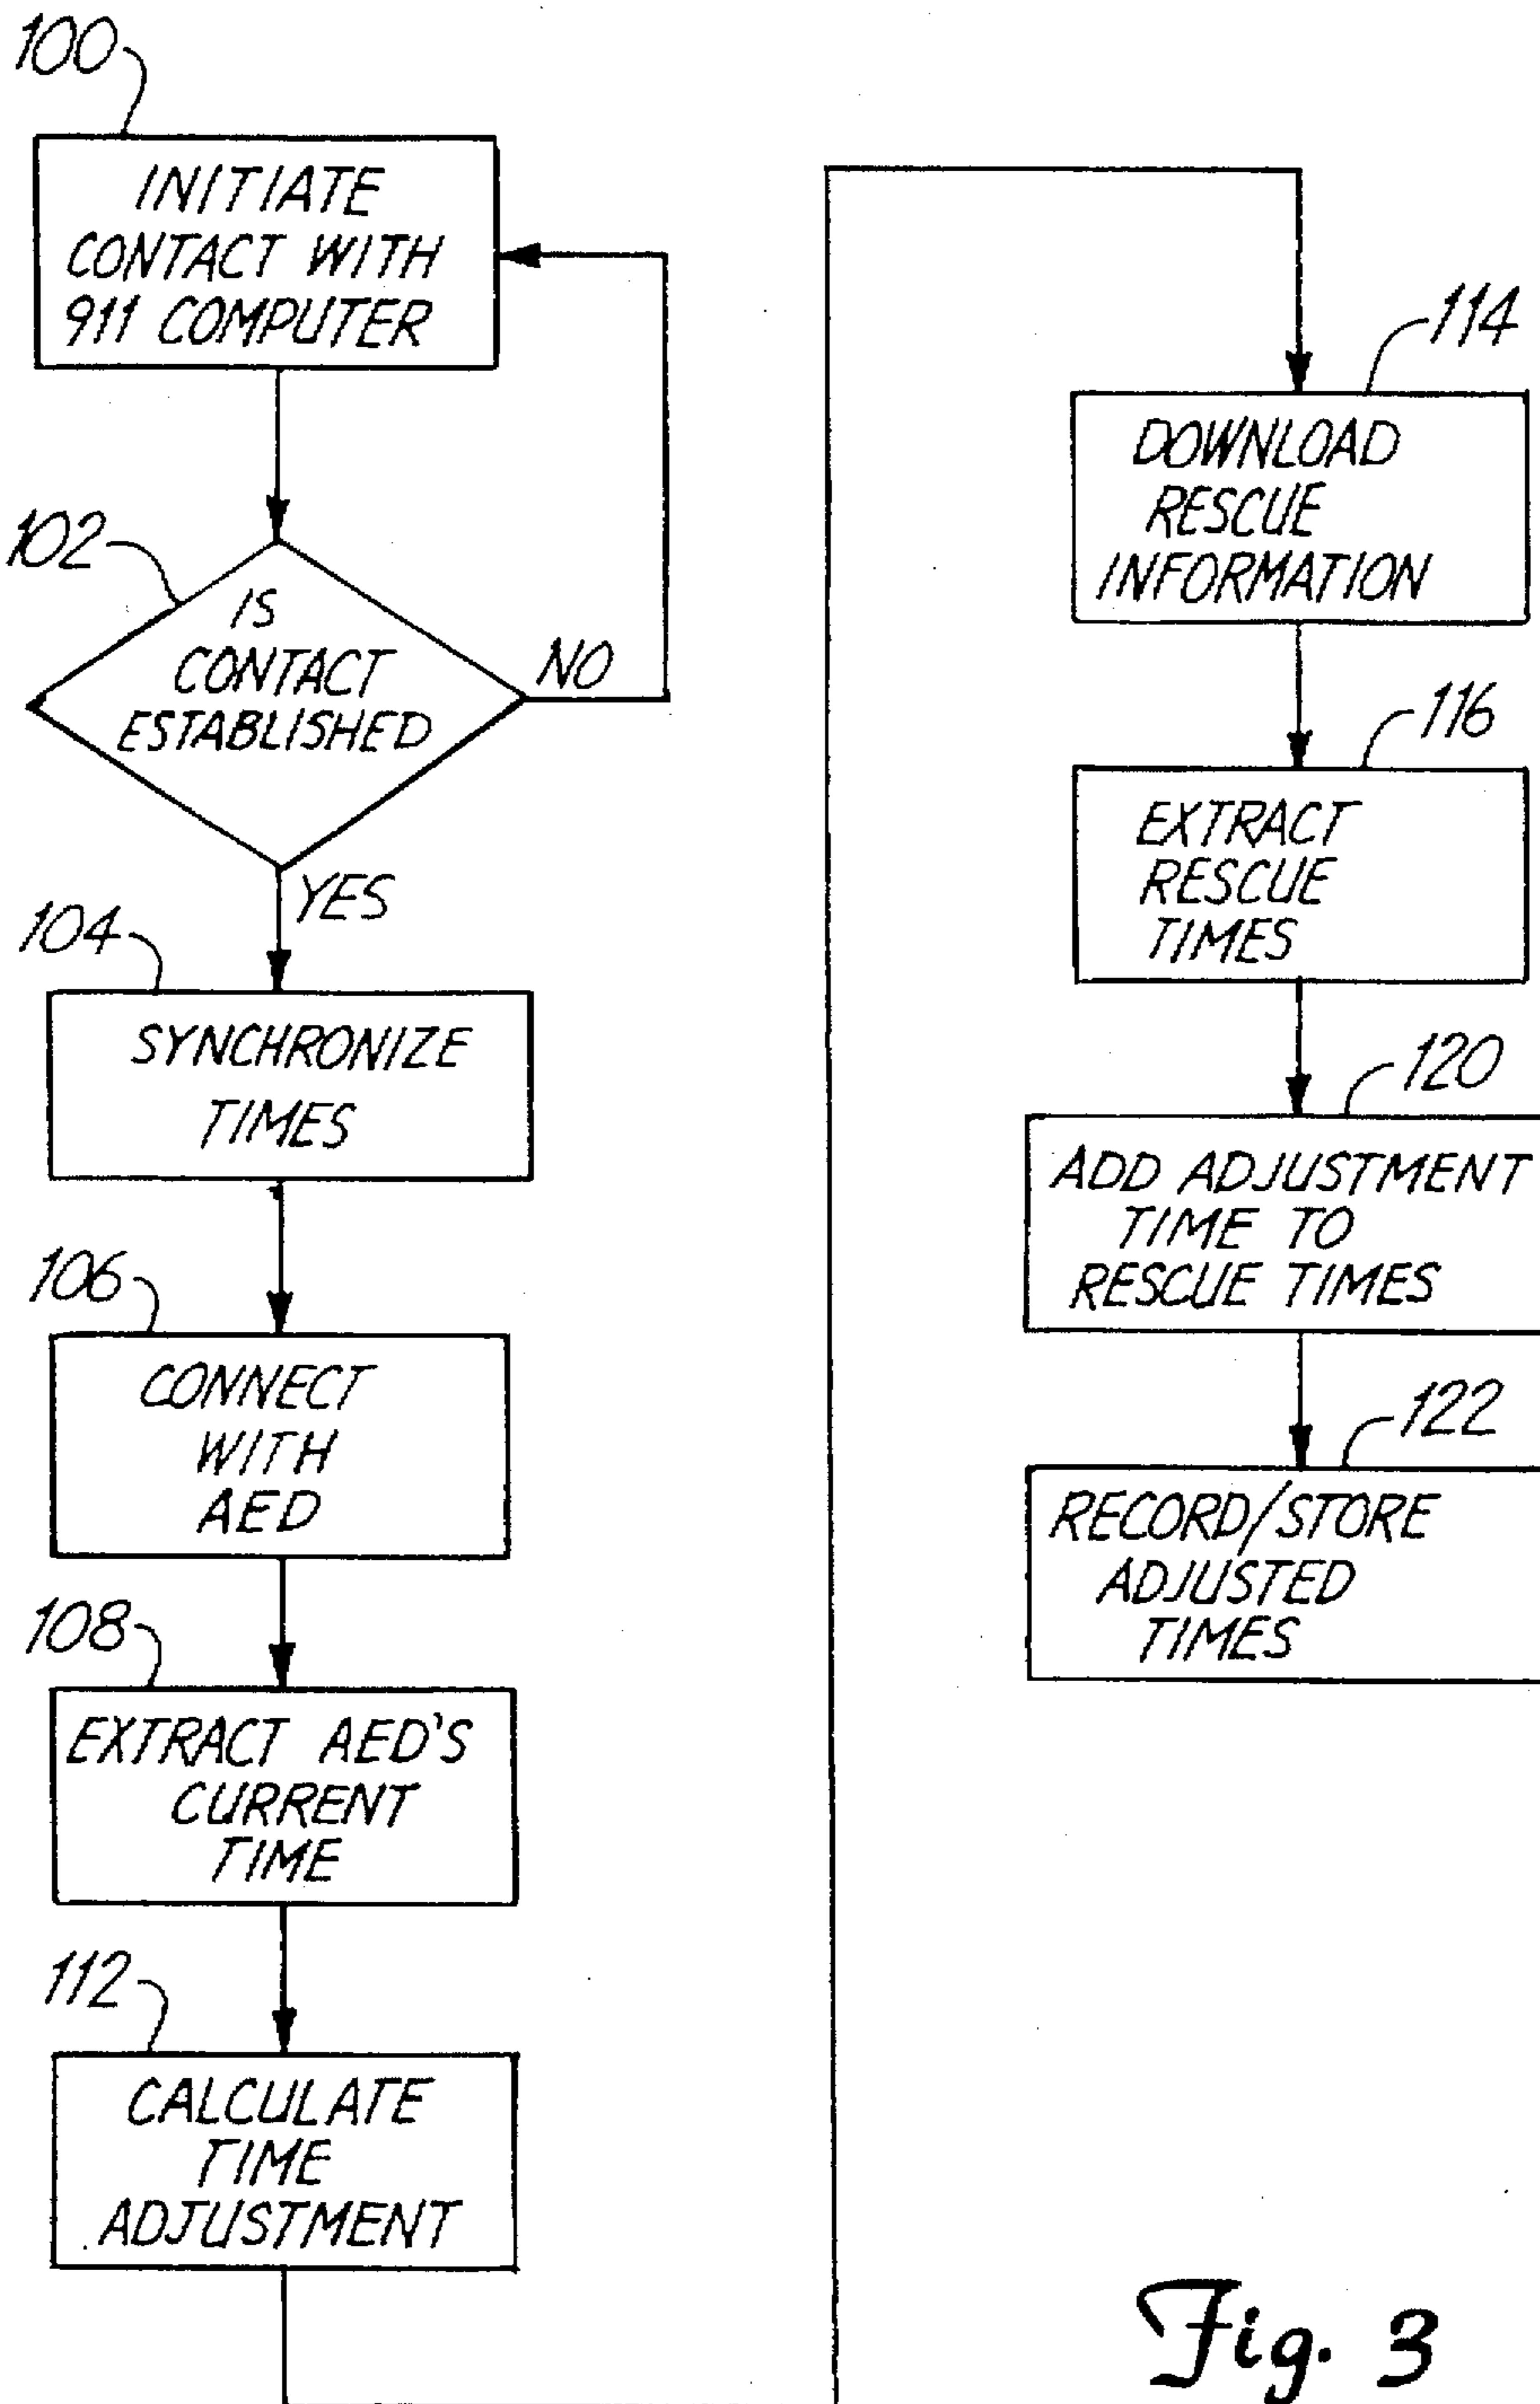 100
INITIATE
CONTACT WITH
911 COMPUTER
102
IS
CONTACT
ESTABLISHED
NO
YES
104
SYNCHRONIZE
TIMES
106
CONNECT
WITH
AED
108
EXTRACT AED'S
CURRENT
TIME
112
CALCULATE
TIME
ADJUSTMENT
114
DOWNLOAD
RESCUE
INFORMATION
116
EXTRACT
RESCUE
TIMES
120
ADD ADJUSTMENT
TIME TO
RESCUE TIMES
122
RECORD/STORE
ADJUSTED
TIMES
Fig. 3